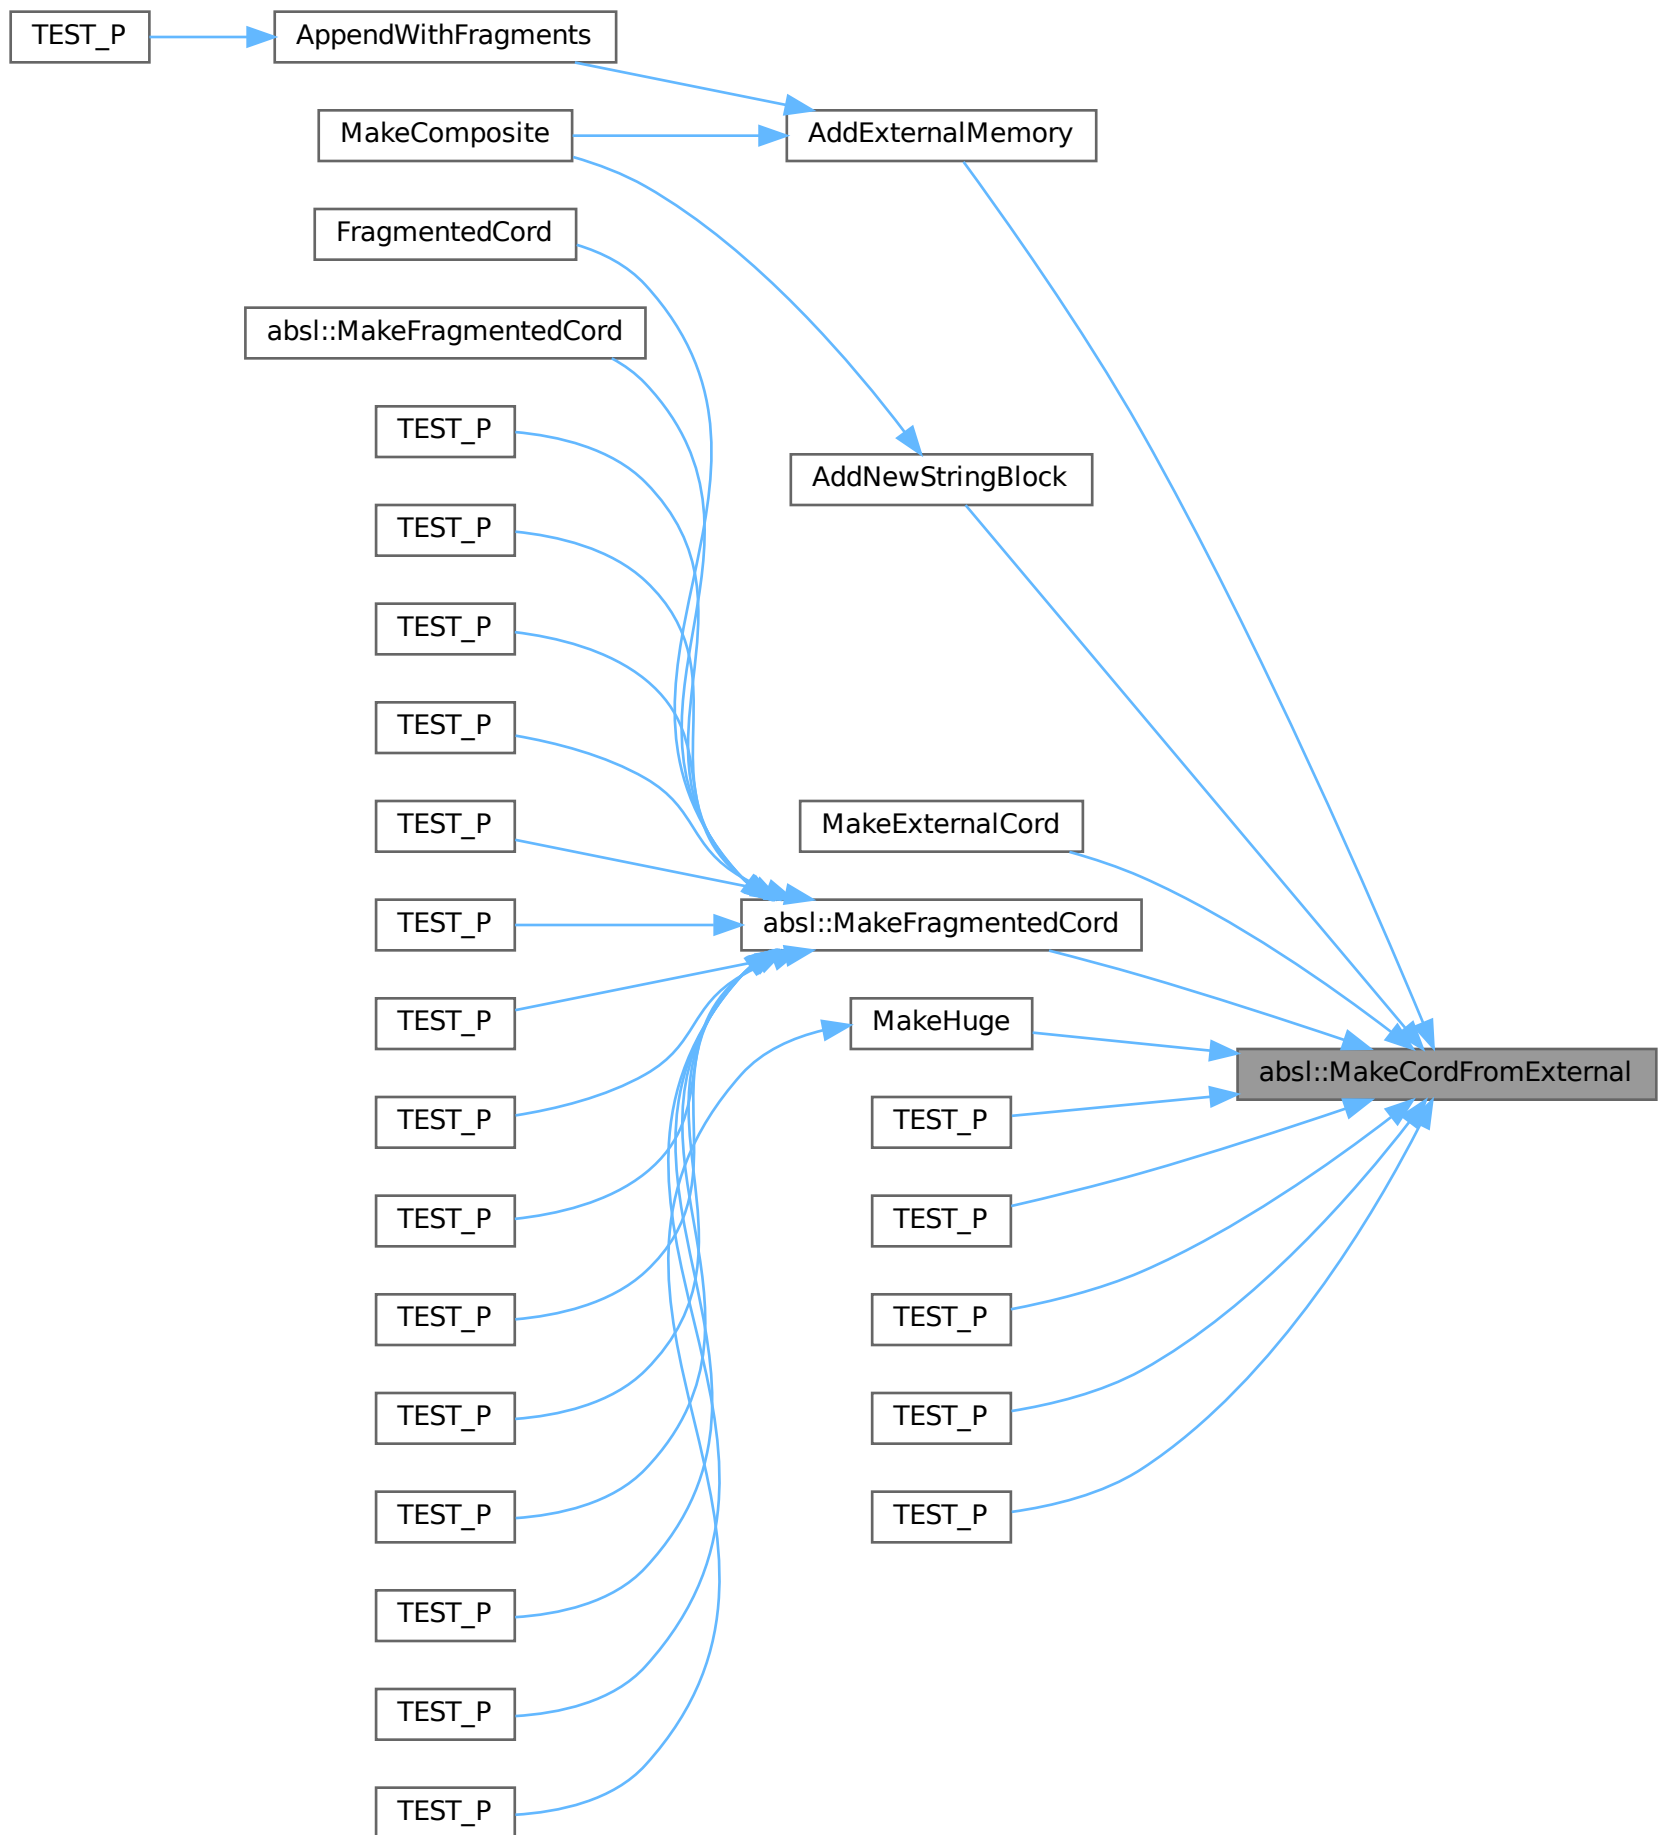 TEST_P
AppendWithFragments
MakeComposite
AddExternalMemory
FragmentedCord
absl::MakeFragmentedCord
TEST_P
AddNewStringBlock
TEST_P
TEST_P
TEST_P
TEST_P
MakeExternalCord
TEST_P
absl::MakeFragmentedCord
TEST_P
MakeHuge
absl::MakeCordFromExternal
TEST_P
TEST_P
TEST_P
TEST_P
TEST_P
TEST_P
TEST_P
TEST_P
TEST_P
TEST_P
TEST_P
TEST_P
TEST_P